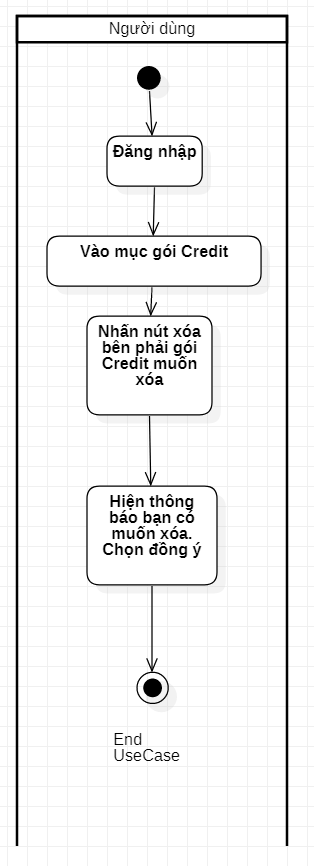 Người dùng
Đăng nhập
Vào mục gói Credit
Nhấn nút xóa
bên phải gói
Credit muốn
xóa
Hiện thông
báo bạn có
muốn xóa.
Chọn đồng ý
End
UseCase